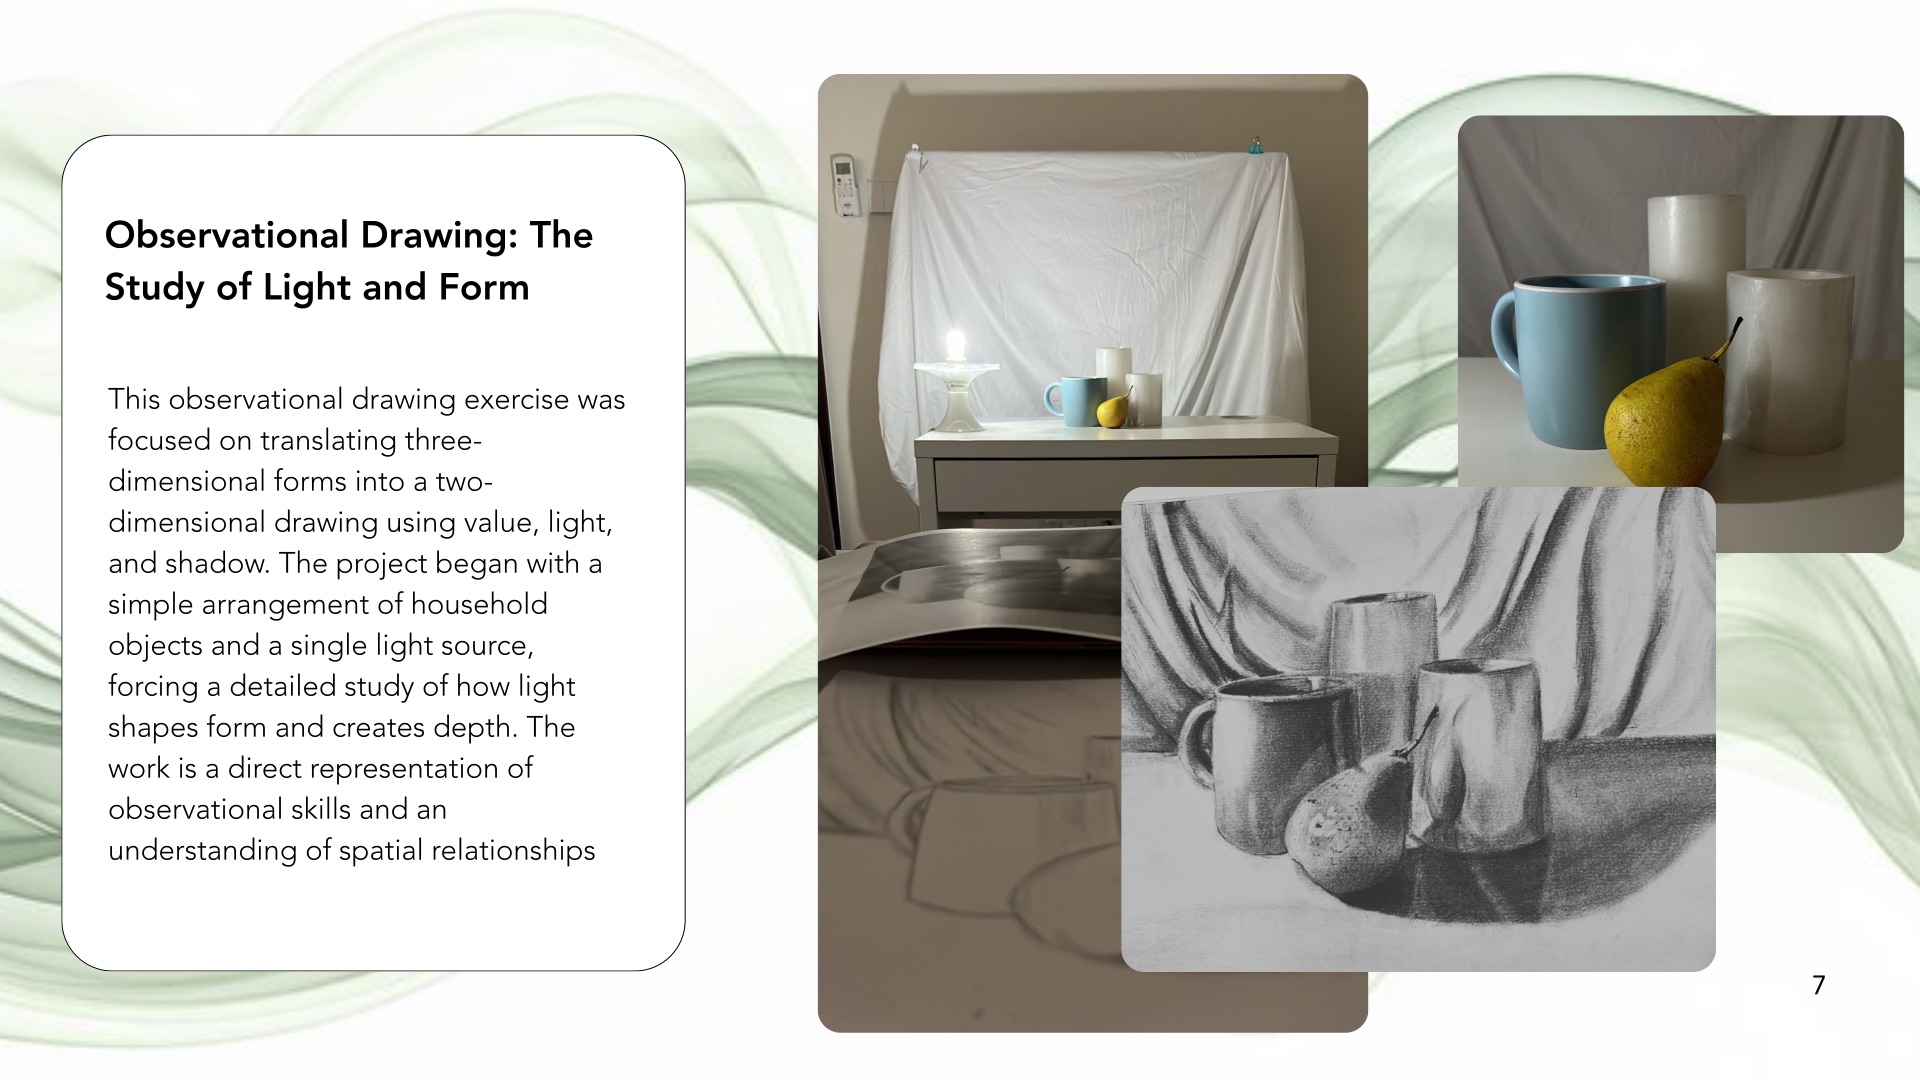 Observational Drawing: The
Study of Light and Form
This observational drawing exercise was
focused on translating three-
dimensional forms into a two-
dimensional drawing using value, light,
and shadow. The project began with a
simple arrangement of household
objects and a single light source,
forcing a detailed study of how light
shapes form and creates depth. The
work is a direct representation of
observational skills and an
understanding of spatial relationships
7